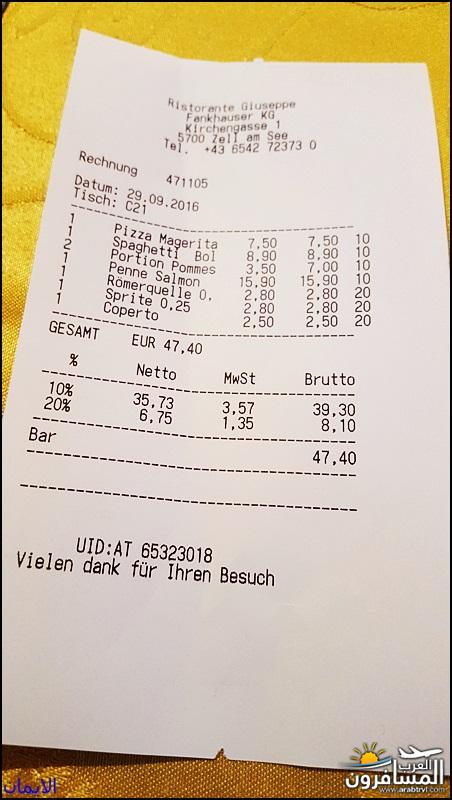 Ristorante Giuseppe
Fankhauser KG
Kirchengasse 1
5700 Zell am See
Tel. +43 6542 72373 0
Rechnung 471105
Datum: 29.09.2016
Tisch: C21
1 Pizza Magerita 7,50 7,50 10
1 Spaghetti Bol 8,90 8,90 10
2 Portion Pommes 3,50 7,00 10
1 Penne Salmon 15,90 15,90 10
1 Römerquelle 0, 2,80 2,80 20
1 Sprite 0,25 2,80 2,80 20
1 Coperto 2,50 2,50 20
GESAMT EUR 47,40
% Netto MwSt Brutto
10% 35,73 3,57 39,30
20% 6,75 1,35 8,10
Bar 47,40
UID:AT 65323018
Vielen dank für Ihren Besuch
العرب
المسافرون
www.arabtrvl.com
الايمان